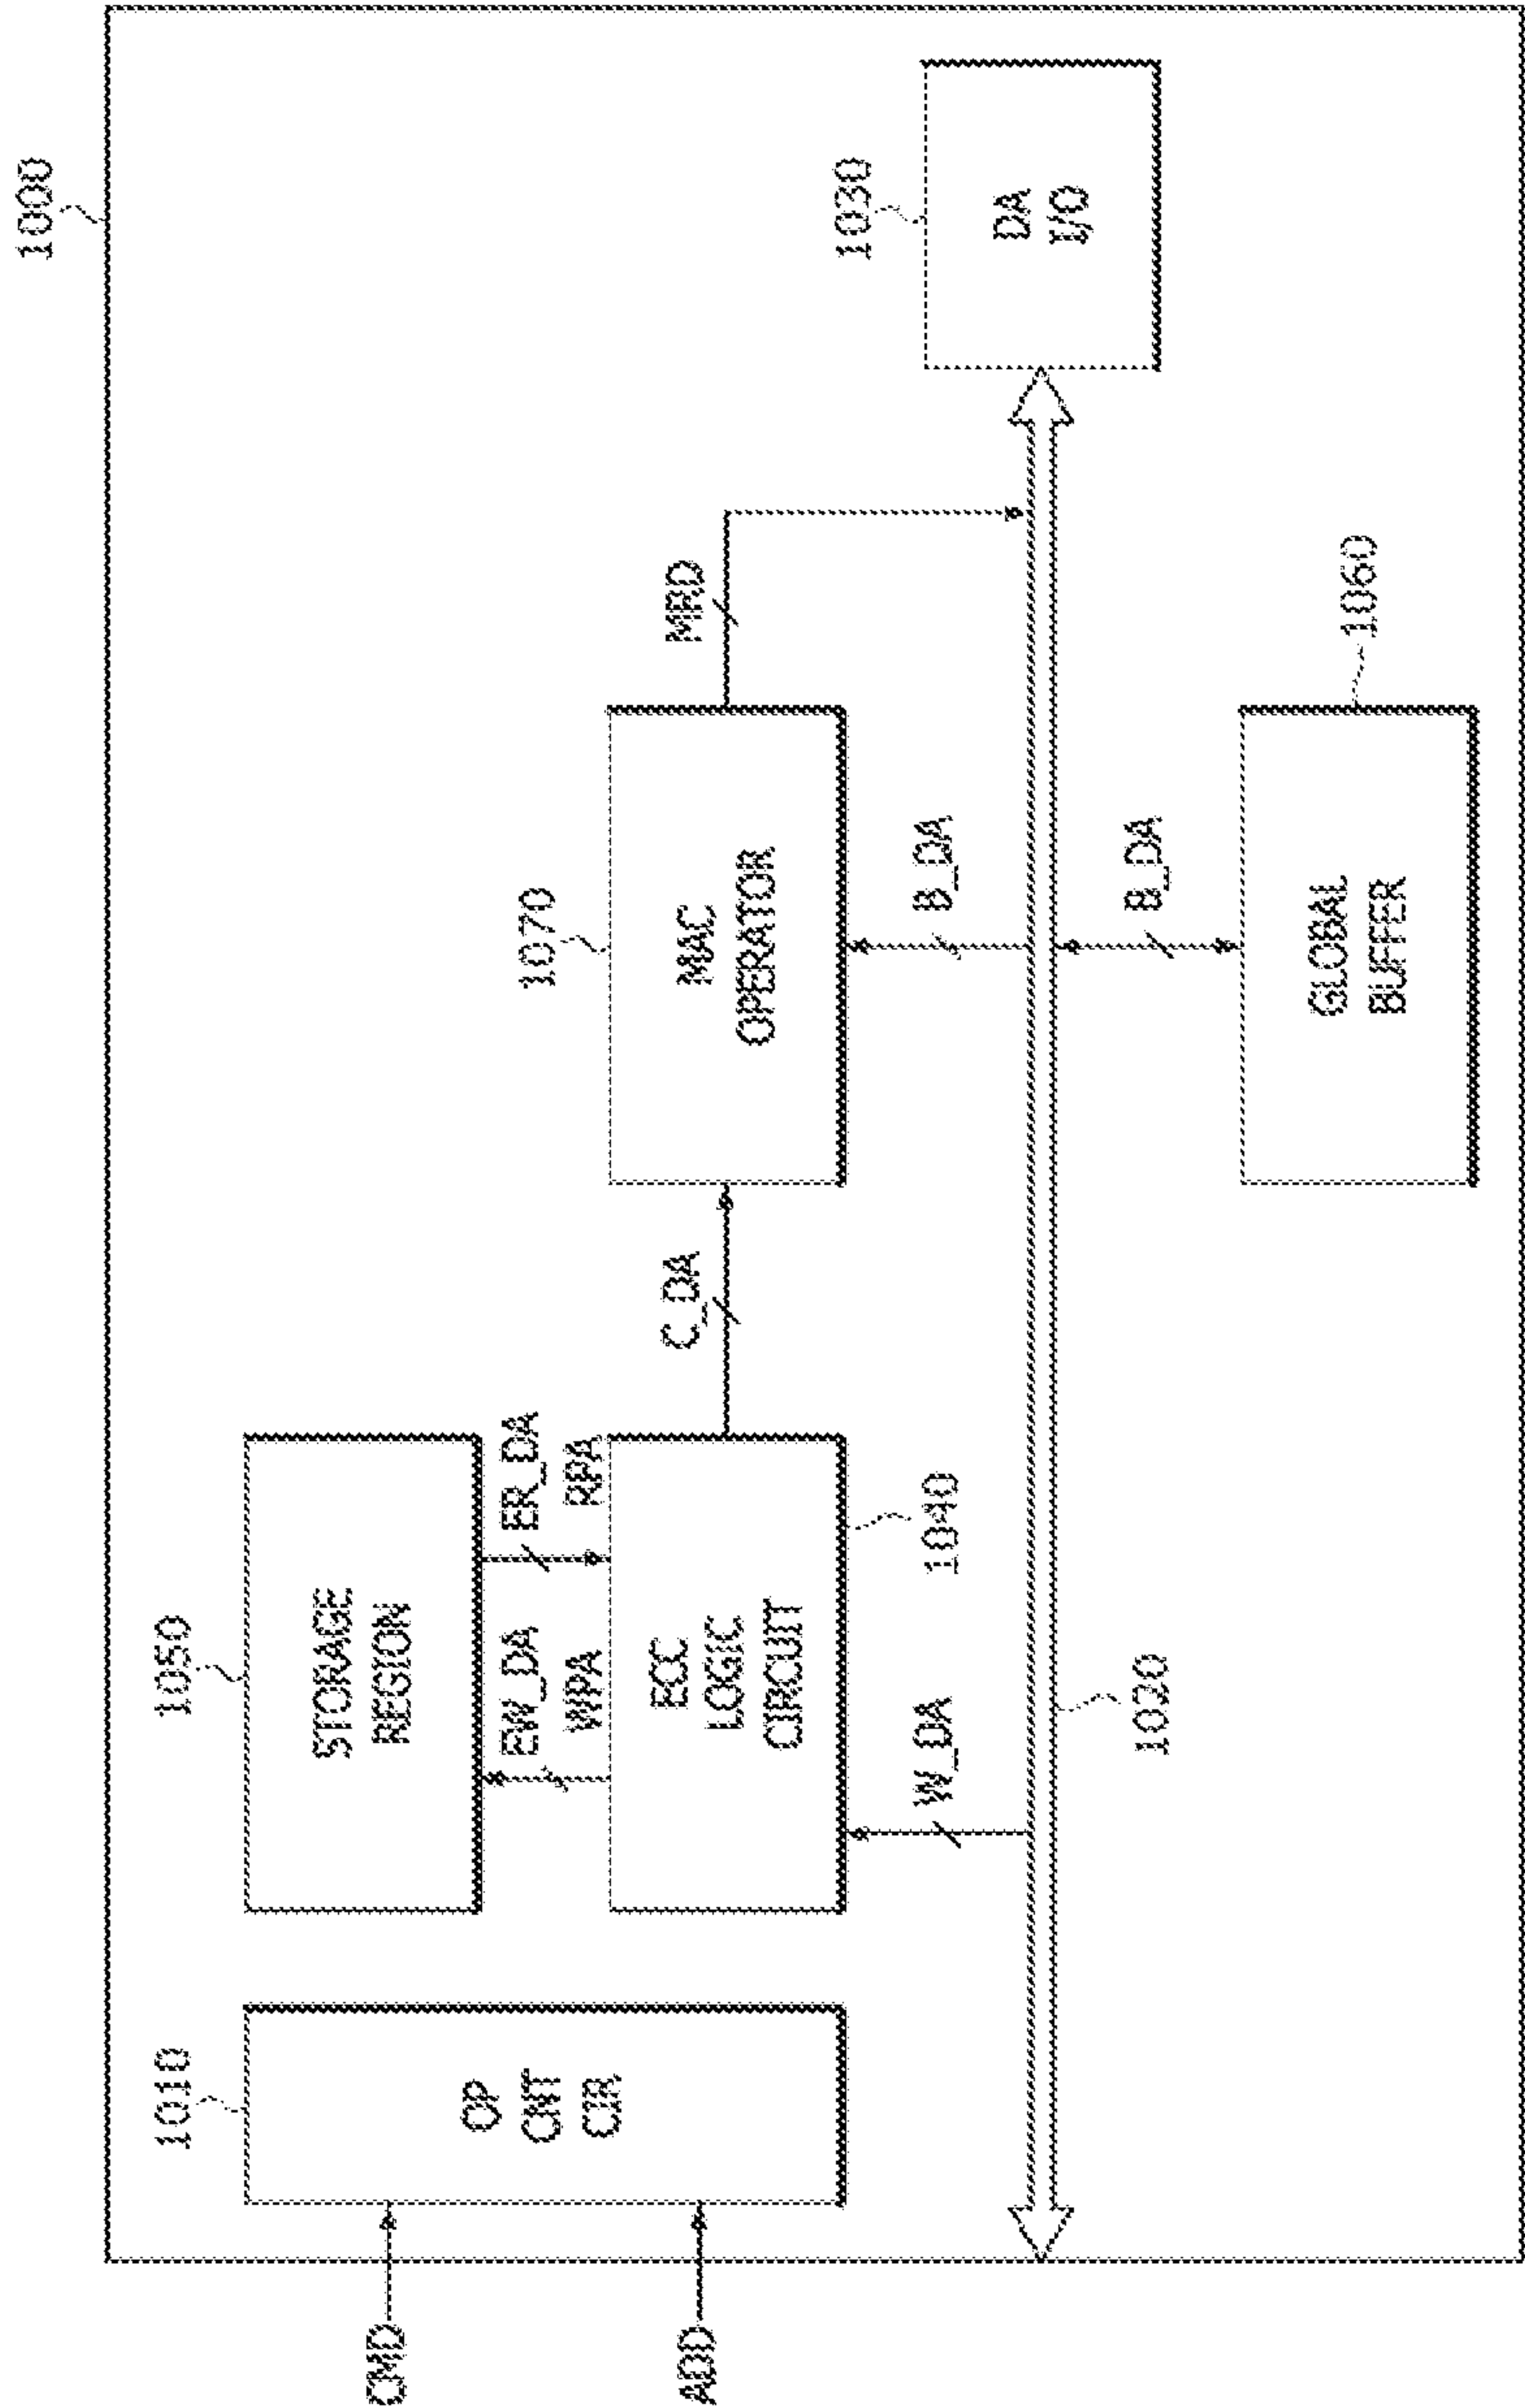 1000
1010
OP
CNT
CIR
CMD
ADD
1050
STORAGE
REGION
EW_DA
WPA
ER_DA
RPA
ECC
LOGIC
CIRCUIT
1040
C_DA
1070
MAC
OPERATOR
MRD
1030
DA
I/O
W_DA
B_DA
1020
B_DA
GLOBAL
BUFFER
1060